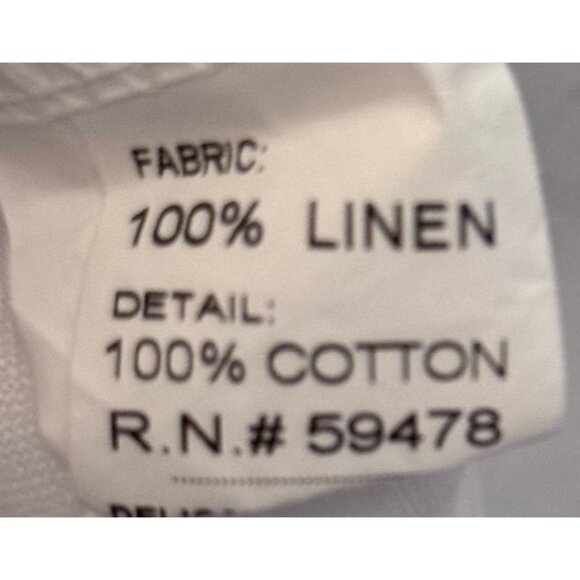 FABRIC:
100% LINEN
DETAIL:
100% COTTON
R.N.# 59478